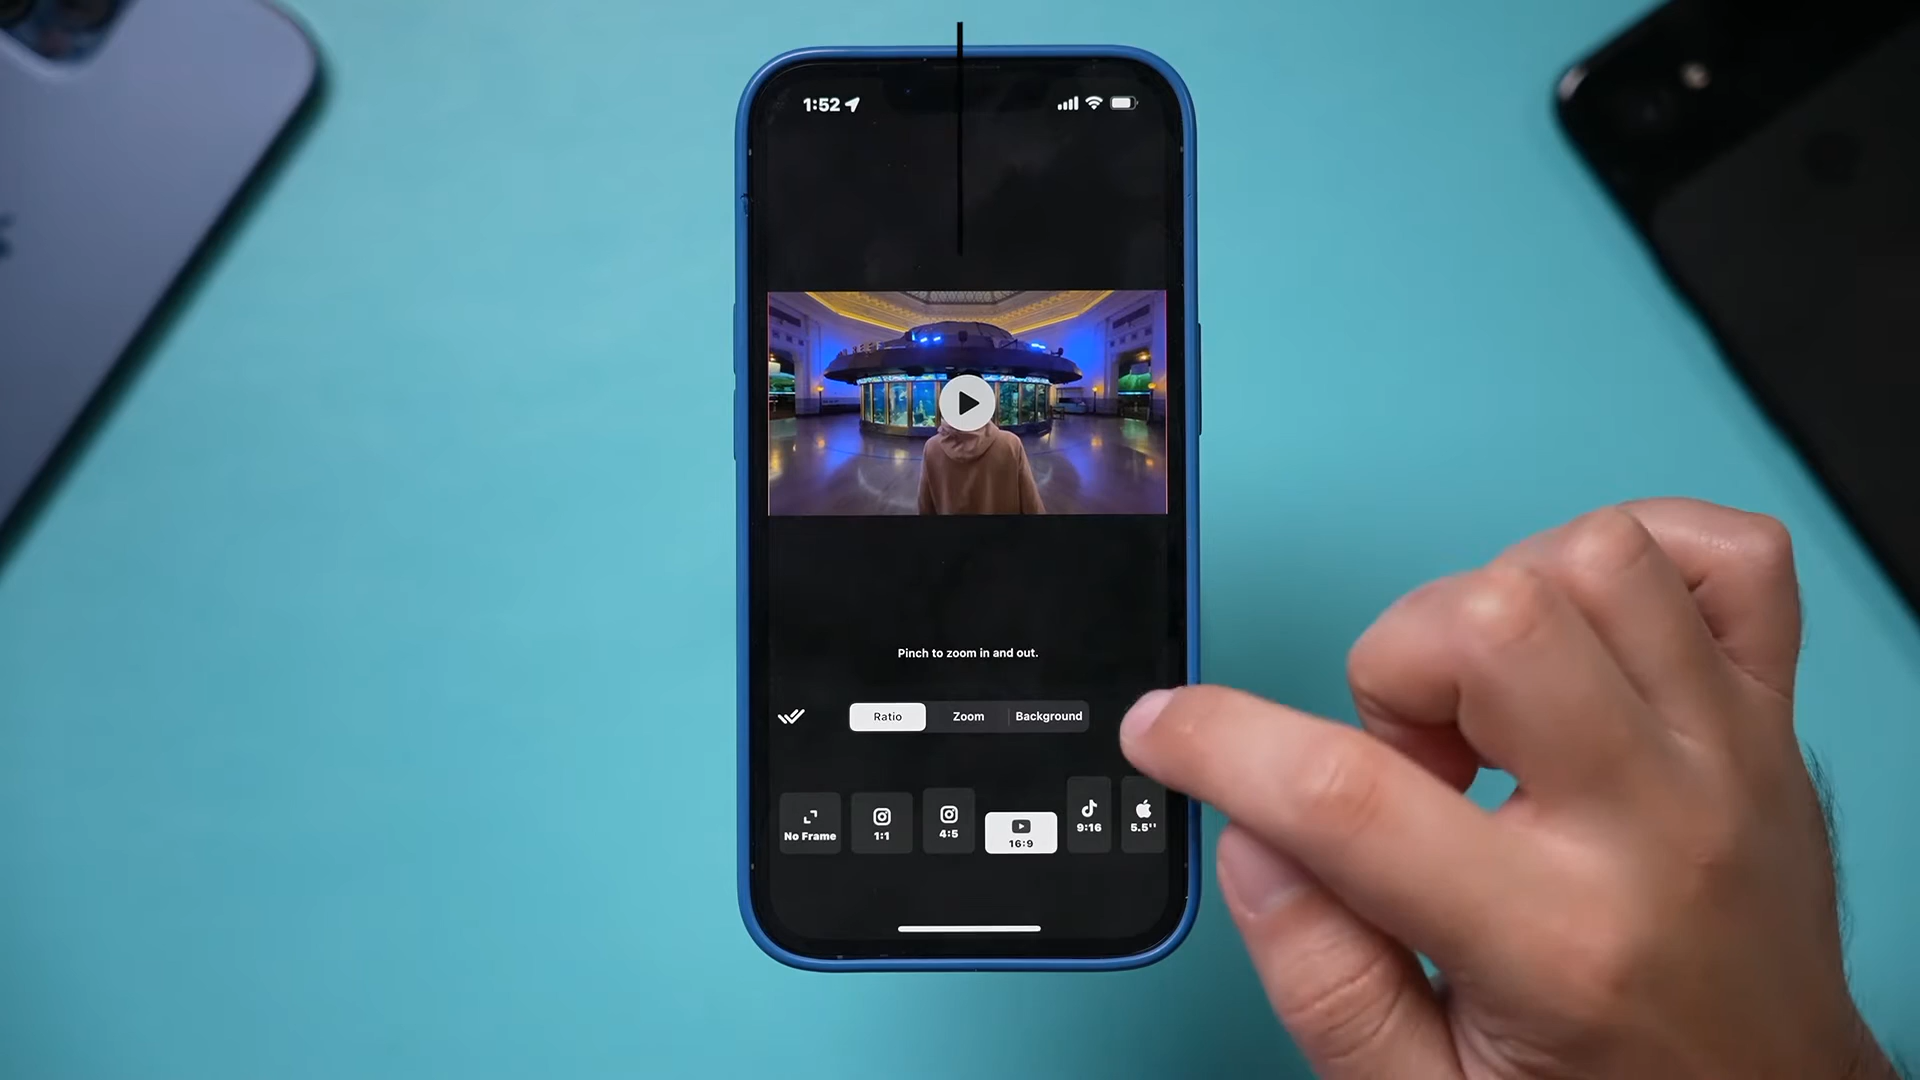 1:52
Pinch to zoom in and out.
Ratio
Zoom
Background
No Frame
1:1
4:5
16:9
9:16
5.5''